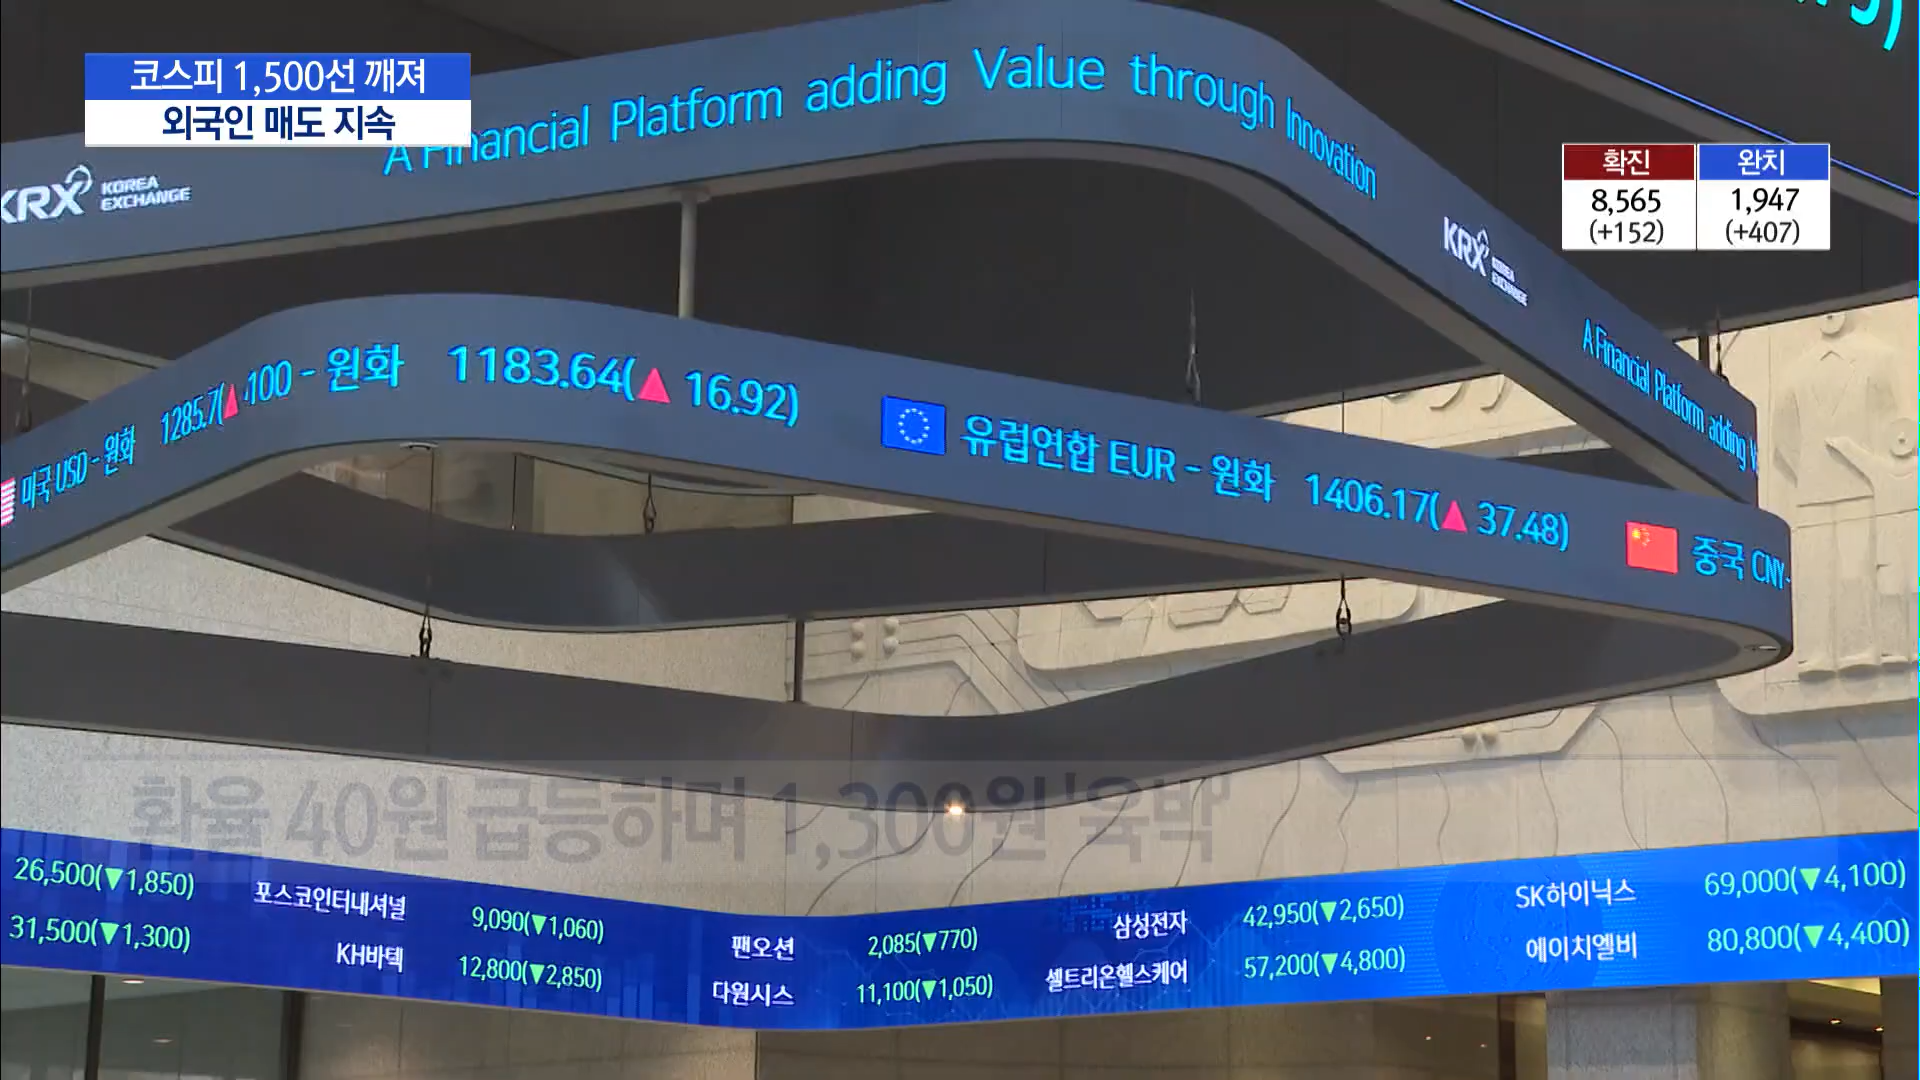 코스피 1,500선 깨져
외국인 매도 지속
A Financial Platform adding Value through Innovation
KRX KOREA EXCHANGE
확진 완치
8,565 1,947
(+152) (+407)
KRX KOREA EXCHANGE
A Financial Platform adding
미국 USD - 원화 1285.7(▲
100 - 원화 1183.64(▲ 16.92)
유럽연합 EUR - 원화 1406.17(▲ 37.48)
중국 CNY -
환율 40원 급등하며 1,300원 '육박'
26,500(▼1,850) 포스코인터내셔널 9,090(▼1,060) 팬오션 2,085(▼770) 삼성전자 42,950(▼2,650) SK하이닉스 69,000(▼4,100)
31,500(▼1,300) KH바텍 12,800(▼2,850) 다원시스 11,100(▼1,050) 셀트리온헬스케어 57,200(▼4,800) 에이치엘비 80,800(▼4,400)